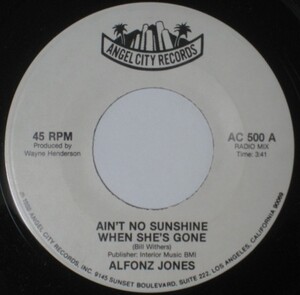 ANGEL CITY RECORDS
45 RPM
Produced by
Wayne Henderson
AC 500 A
RADIO MIX
Time: 3:41
AIN'T NO SUNSHINE
WHEN SHE'S GONE
(Bill Withers)
Publisher: Interior Music BMI
ALFONZ JONES
ANGEL CITY RECORDS, INC. 9145 SUNSET BOULEVARD, SUITE 222, LOS ANGELES, CALIFORNIA 90069